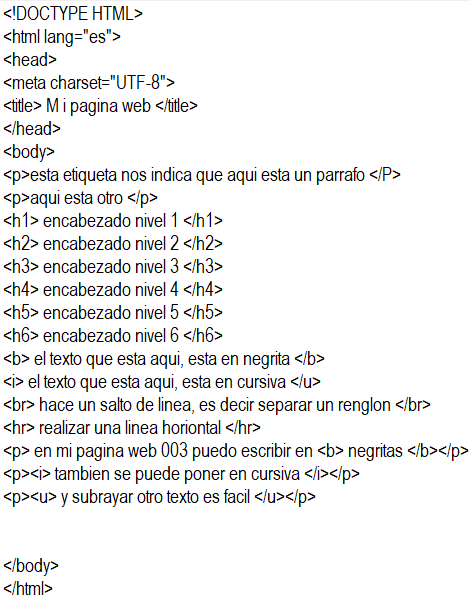 <!DOCTYPE HTML>
<html lang="es">
<head>
<meta charset="UTF-8">
<title> M i pagina web </title>
</head>
<body>
<p>esta etiqueta nos indica que aqui esta un parrafo </P>
<p>aqui esta otro </p>
<h1> encabezado nivel 1 </h1>
<h2> encabezado nivel 2 </h2>
<h3> encabezado nivel 3 </h3>
<h4> encabezado nivel 4 </h4>
<h5> encabezado nivel 5 </h5>
<h6> encabezado nivel 6 </h6>
<b> el texto que esta aqui, esta en negrita </b>
<i> el texto que esta aqui, esta en cursiva </u>
<br> hace un salto de linea, es decir separar un renglon </br>
<hr> realizar una linea horiontal </hr>
<p> en mi pagina web 003 puedo escribir en <b> negritas </b></p>
<p><i> tambien se puede poner en cursiva </i></p>
<p><u> y subrayar otro texto es facil </u></p>
</body>
</html>